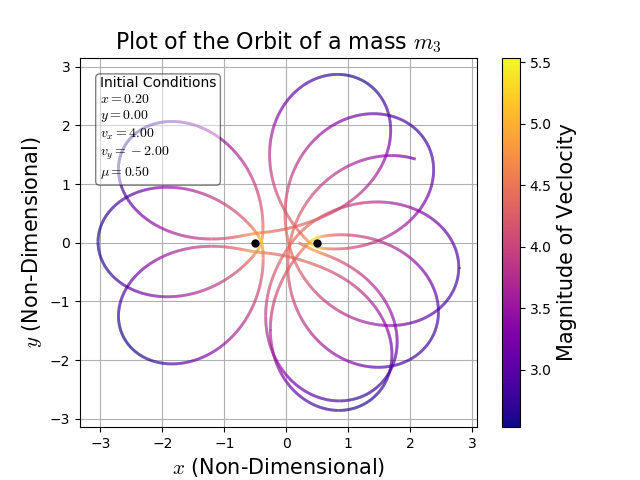 Plot of the Orbit of a mass m₃
Initial Conditions
x = 0.20
y = 0.00
vₓ = 4.00
v_y = −2.00
μ = 0.50
y (Non-Dimensional)
3
2
1
0
−1
−2
−3
−3 −2 −1 0 1 2 3
x (Non-Dimensional)
5.5
5.0
4.5
4.0
3.5
3.0
Magnitude of Veclocity